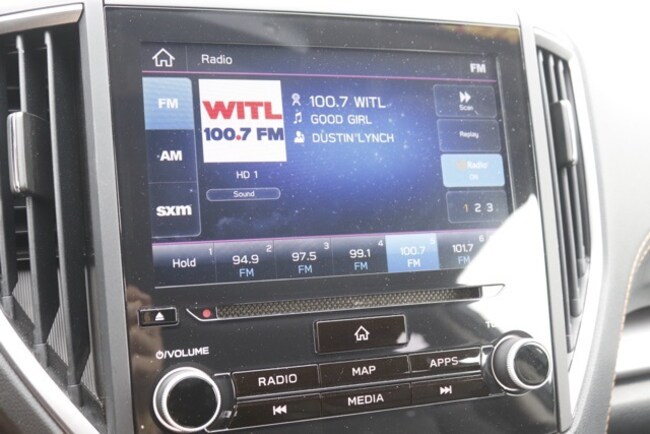 Radio
FM
FM
AM
sxm
WITL
100.7 FM
100.7 WITL
GOOD GIRL
DUSTIN LYNCH
HD 1
Sound
Scan
Replay
Radio
ON
1 2 3
Hold
1
94.9
FM
2
97.5
FM
3
99.1
FM
4
100.7
FM
5
101.7
FM
6
VOLUME
RADIO
MAP
APPS
MEDIA